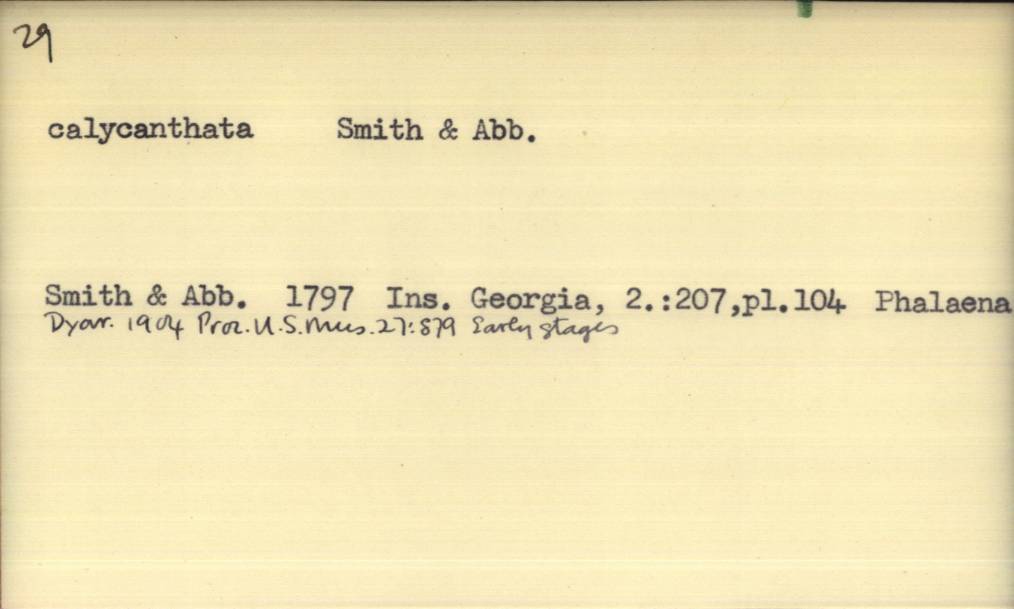 29
calycanthata Smith & Abb.
Smith & Abb. 1797 Ins. Georgia, 2.:207,pl.104 Phalaena
Dyar. 1904 Proc. U.S. Mus. 27:879 Early stages